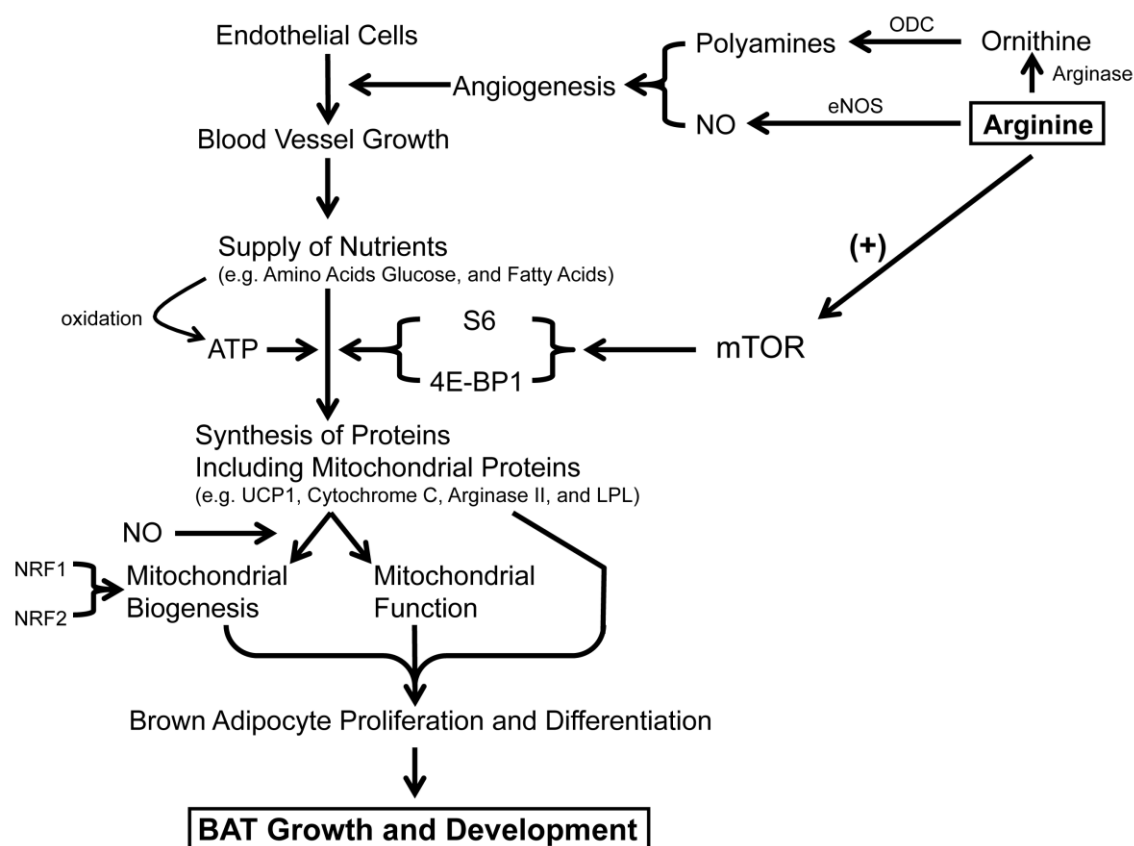 Endothelial Cells
Polyamines
ODC
Ornithine
Arginase
Angiogenesis
NO
eNOS
Arginine
Blood Vessel Growth
(+)
Supply of Nutrients
(e.g. Amino Acids Glucose, and Fatty Acids)
oxidation
ATP
S6
4E-BP1
mTOR
Synthesis of Proteins
Including Mitochondrial Proteins
(e.g. UCP1, Cytochrome C, Arginase II, and LPL)
NO
NRF1
NRF2
Mitochondrial
Biogenesis
Mitochondrial
Function
Brown Adipocyte Proliferation and Differentiation
BAT Growth and Development